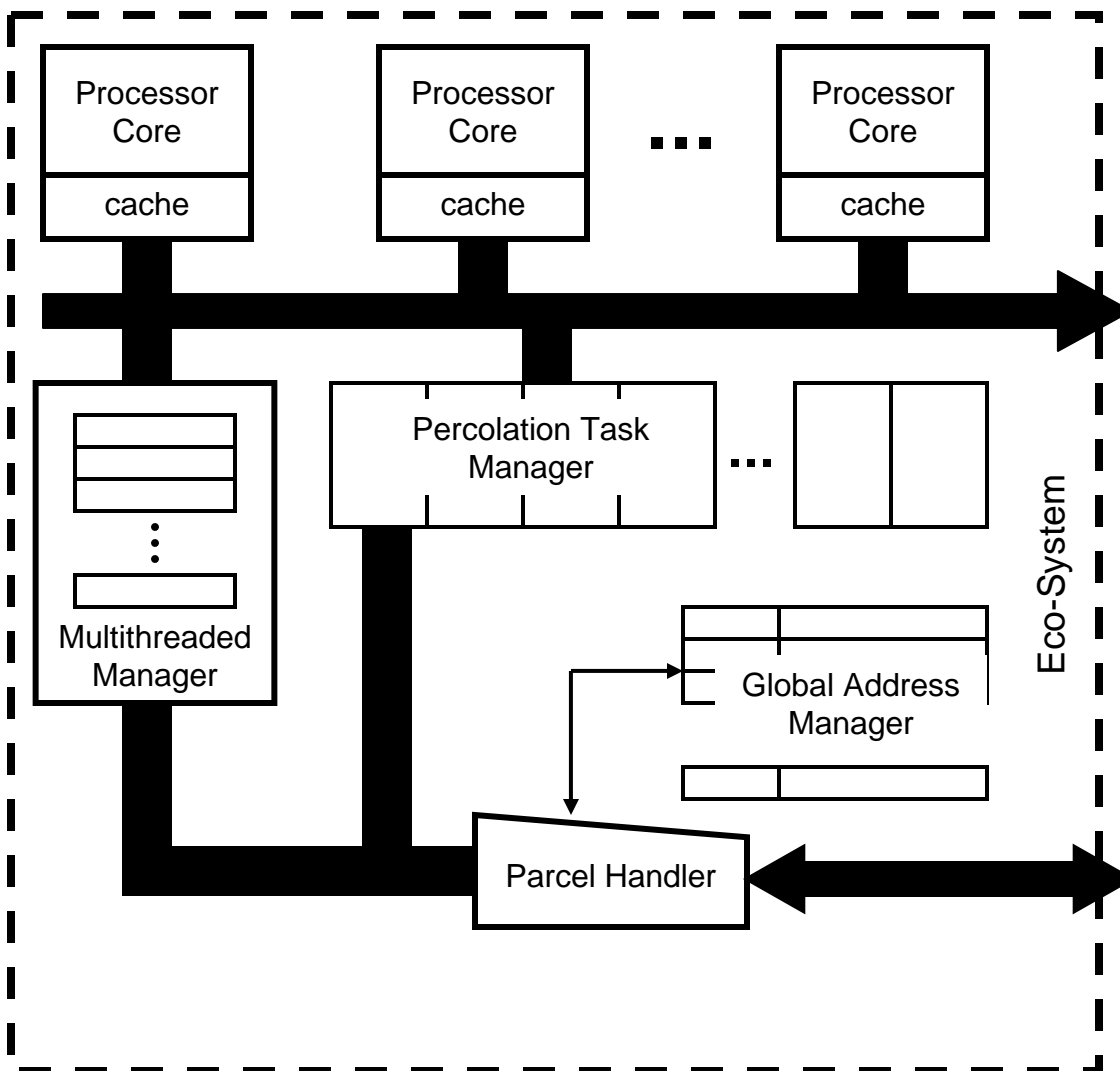 Processor
Core
cache
Processor
Core
cache
Processor
Core
cache
Percolation Task
Manager
Multithreaded
Manager
Eco-System
Global Address
Manager
Parcel Handler